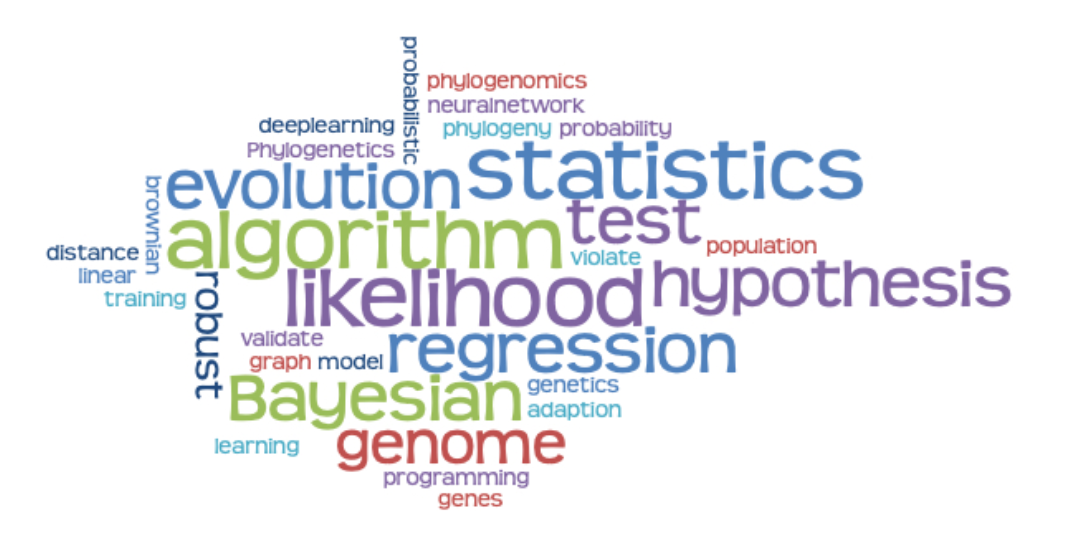 probabilistic
phylogenomics
neuralnetwork
deeplearning
phylogeny probability
Phylogenetics
statistics
evolution
brownian
algorithm
test
distance
violate
population
linear
likelihood
hypothesis
training
robust
validate
regression
graph model
Bayesian
genetics
adaption
learning
genome
programming
genes